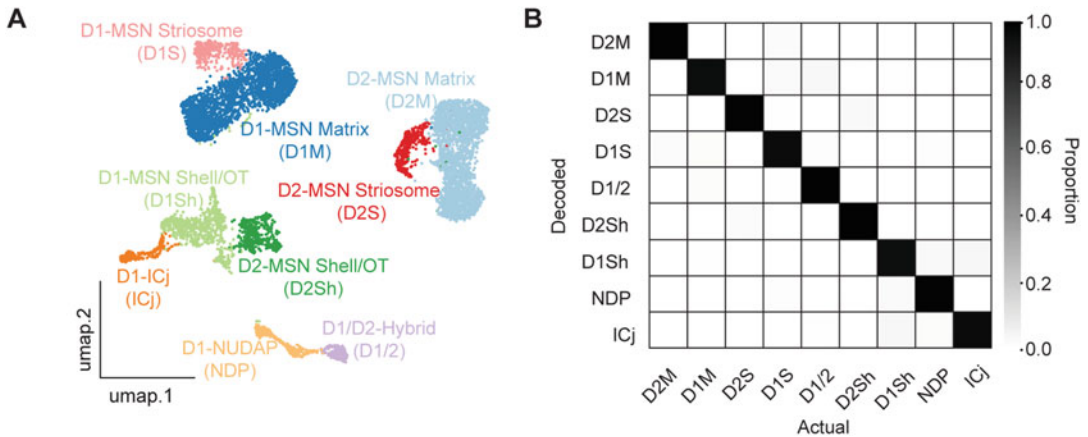 A
D1-MSN Striosome
(D1S)
D2-MSN Matrix
(D2M)
D1-MSN Matrix
(D1M)
D1-MSN Shell/OT
(D1Sh)
D2-MSN Striosome
(D2S)
D1-ICj
(ICj)
D2-MSN Shell/OT
(D2Sh)
D1-NUDAP
(NDP)
D1/D2-Hybrid
(D1/2)
umap.2
umap.1
B
Decoded
D2M
D1M
D2S
D1S
D1/2
D2Sh
D1Sh
NDP
ICj
D2M
D1M
D2S
D1S
D1/2
D2Sh
D1Sh
NDP
ICj
Actual
1.0
0.8
0.6
0.4
0.2
0.0
Proportion